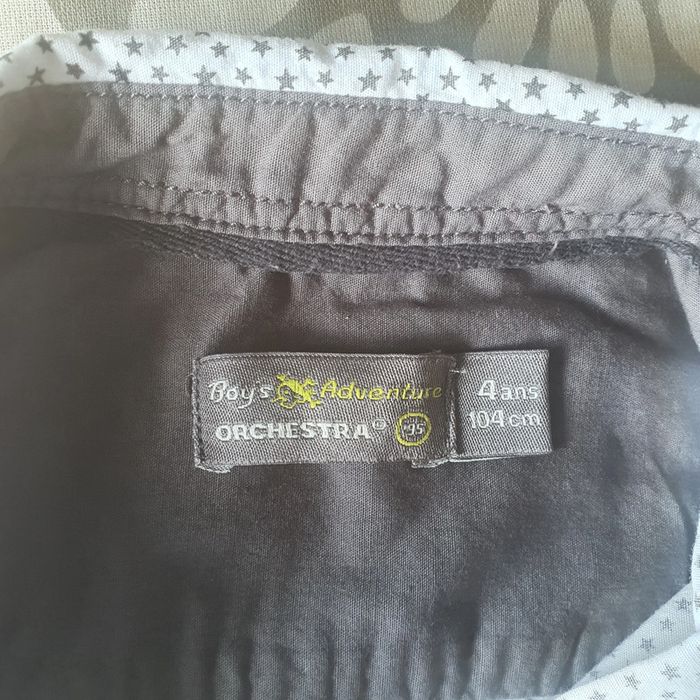 Boy's Adventure
ORCHESTRA® '95
4 ans
104 cm